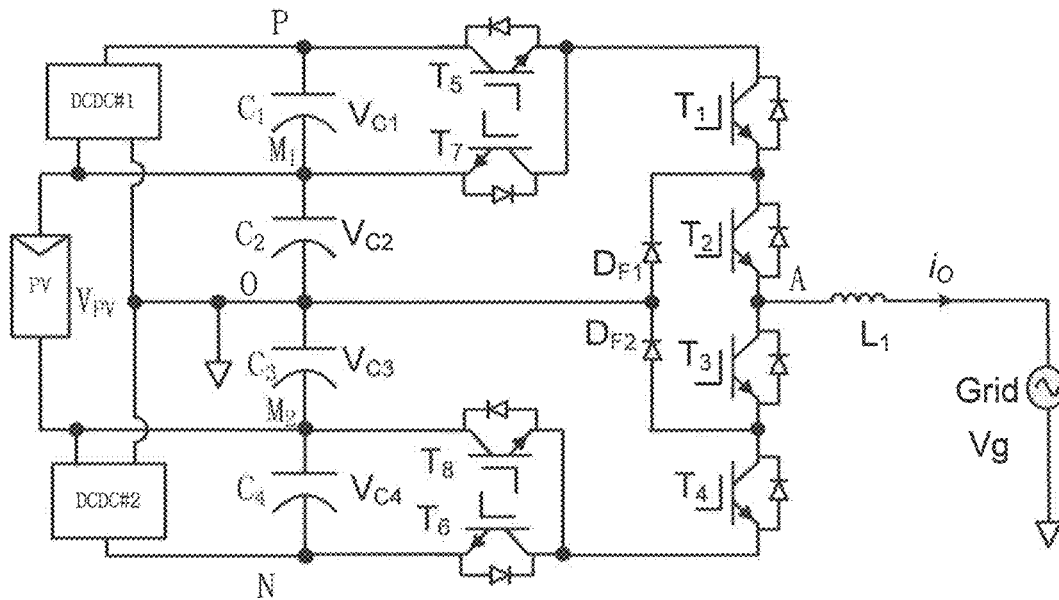 P
DCDC#1
T5
T1
C1
VC1
M1
T7
C2
VC2
T2
DF1
PV
VPV
O
A
iO
L1
DF2
C3
VC3
T3
Grid
Vg
M2
T8
DCDC#2
C4
VC4
T4
T6
N